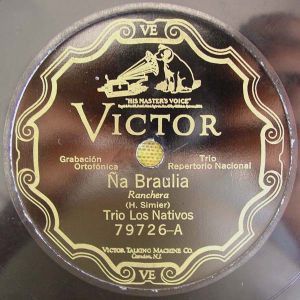 VE
"HIS MASTER'S VOICE"
VICTOR
Grabación
Ortofónica
Trio
Repertorio Nacional
Ña Braulia
Ranchera
(H. Simier)
Trio Los Nativos
79726-A
VICTOR TALKING MACHINE CO.
Camden, N.J.
VE